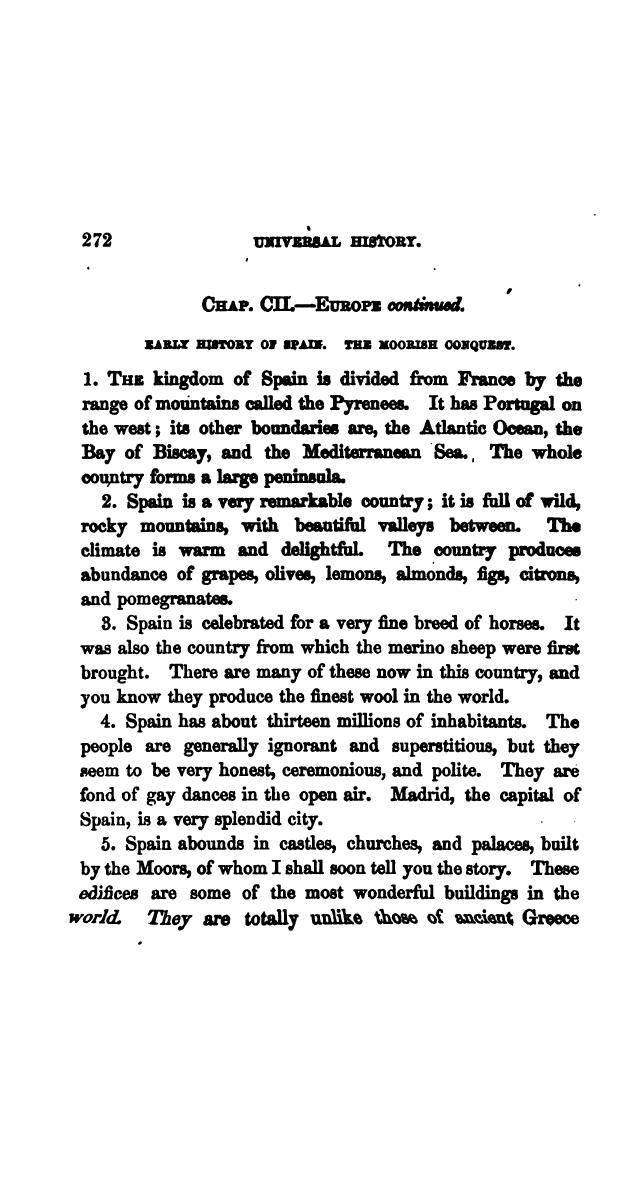 272 UNIVERSAL HISTORY.
CHAP. CII.—EUROPE continued.
EARLY HISTORY OF SPAIN. THE MOORISH CONQUEST.
1. THE kingdom of Spain is divided from France by the
range of mountains called the Pyrenees. It has Portugal on
the west; its other boundaries are, the Atlantic Ocean, the
Bay of Biscay, and the Mediterranean Sea. The whole
country forms a large peninsula.
2. Spain is a very remarkable country; it is full of wild,
rocky mountains, with beautiful valleys between. The
climate is warm and delightful. The country produces
abundance of grapes, olives, lemons, almonds, figs, citrons,
and pomegranates.
3. Spain is celebrated for a very fine breed of horses. It
was also the country from which the merino sheep were first
brought. There are many of these now in this country, and
you know they produce the finest wool in the world.
4. Spain has about thirteen millions of inhabitants. The
people are generally ignorant and superstitious, but they
seem to be very honest, ceremonious, and polite. They are
fond of gay dances in the open air. Madrid, the capital of
Spain, is a very splendid city.
5. Spain abounds in castles, churches, and palaces, built
by the Moors, of whom I shall soon tell you the story. These
edifices are some of the most wonderful buildings in the
world. They are totally unlike those of ancient Greece